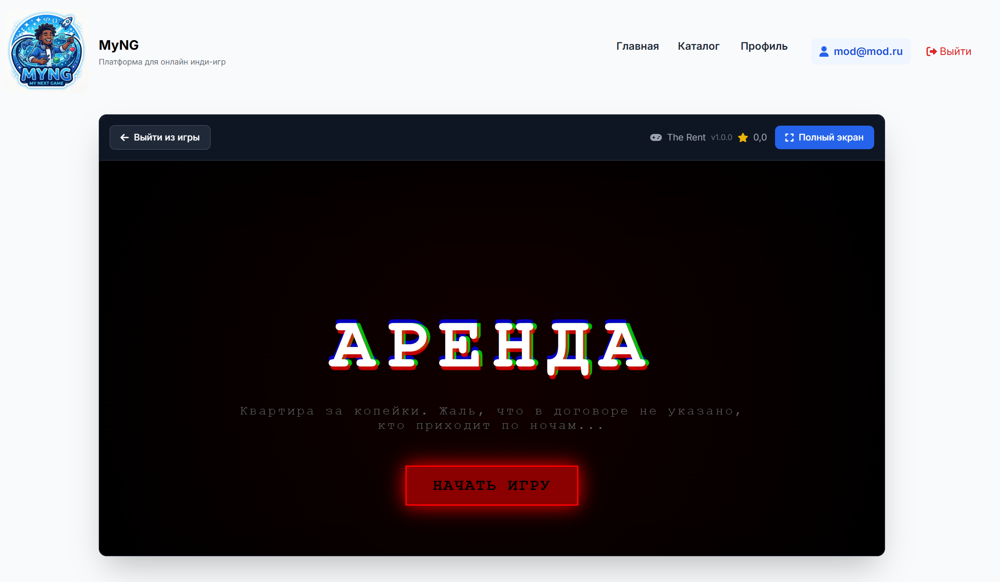 MYNG
MY NEXT GAME
MyNG
Платформа для онлайн инди-игр
Главная
Каталог
Профиль
mod@mod.ru
Выйти
Выйти из игры
The Rent v1.0.0
0,0
Полный экран
АРЕНДА
Квартира за копейки. Жаль, что в договоре не указано,
кто приходит по ночам...
НАЧАТЬ ИГРУ